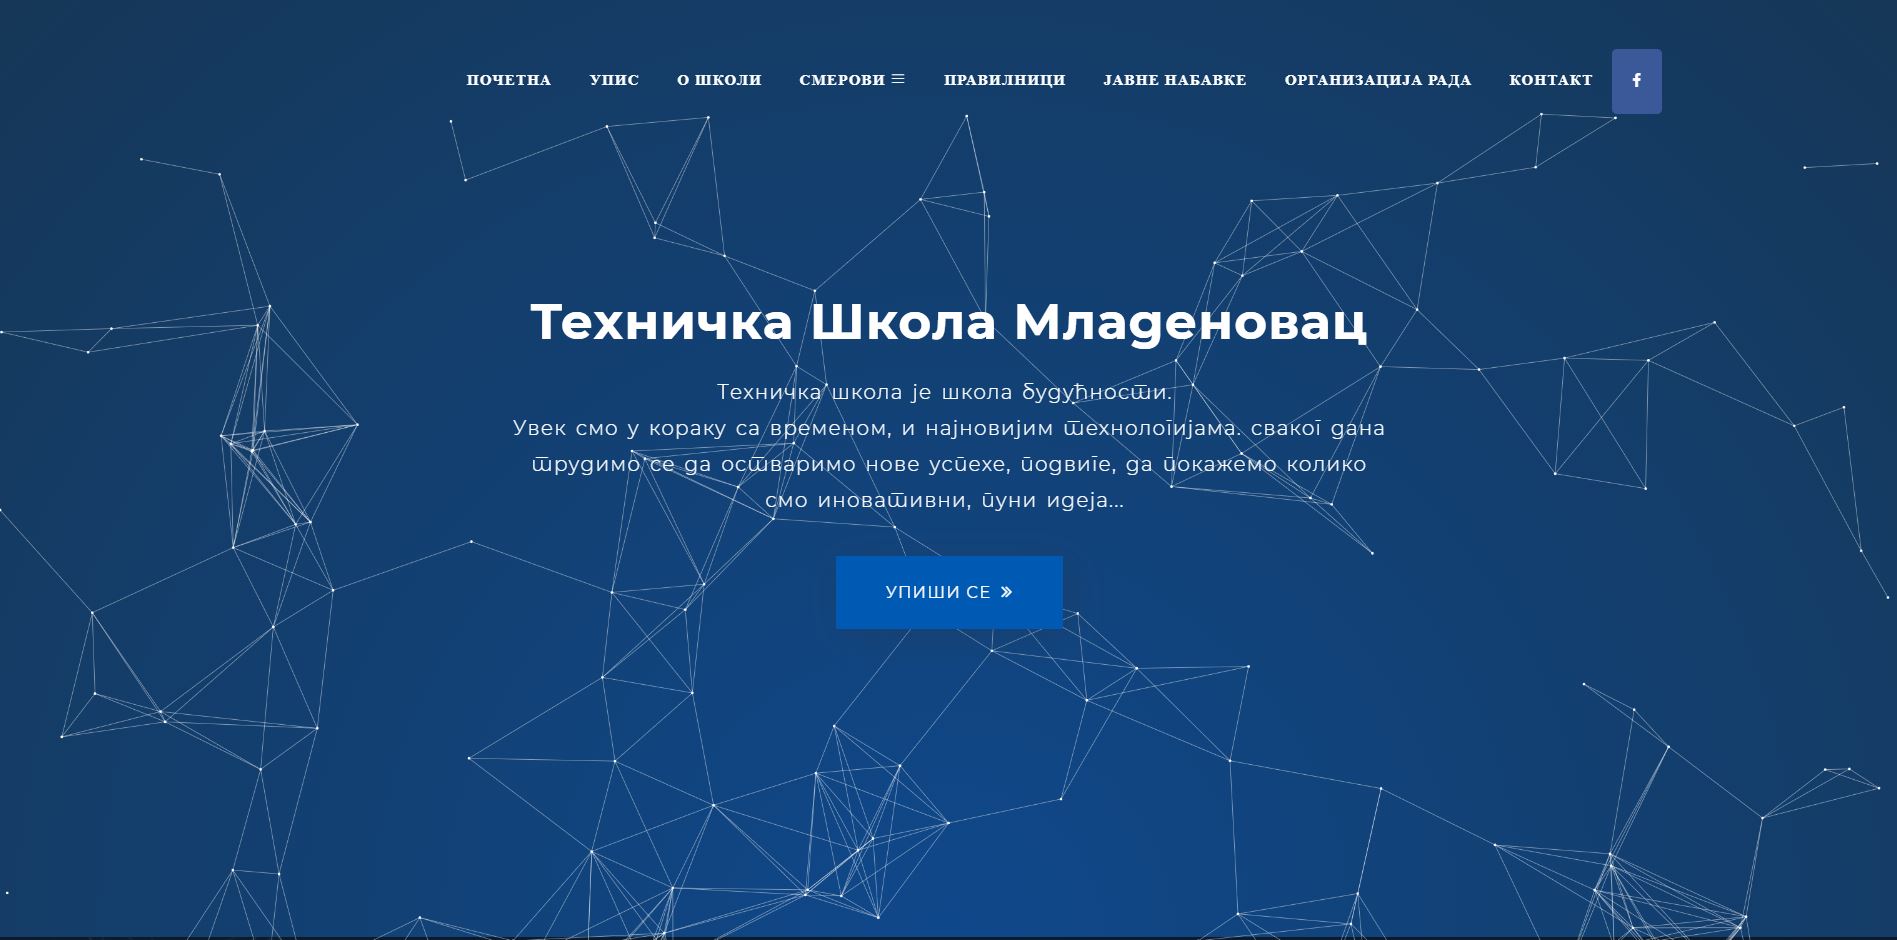 ПОЧЕТНА УПИС О ШКОЛИ СМЕРОВИ ПРАВИЛНИЦИ ЈАВНЕ НАБАВКЕ ОРГАНИЗАЦИЈА РАДА КОНТАКТ
Техничка Школа Младеновац
Техничка школа је школа будућности.
Увек смо у кораку са временом, и најновијим технологијама. сваког дана
трудимо се да остваримо нове успехе, подвиге, да покажемо колико
смо иновативни, пуни идеја...
УПИШИ СЕ »